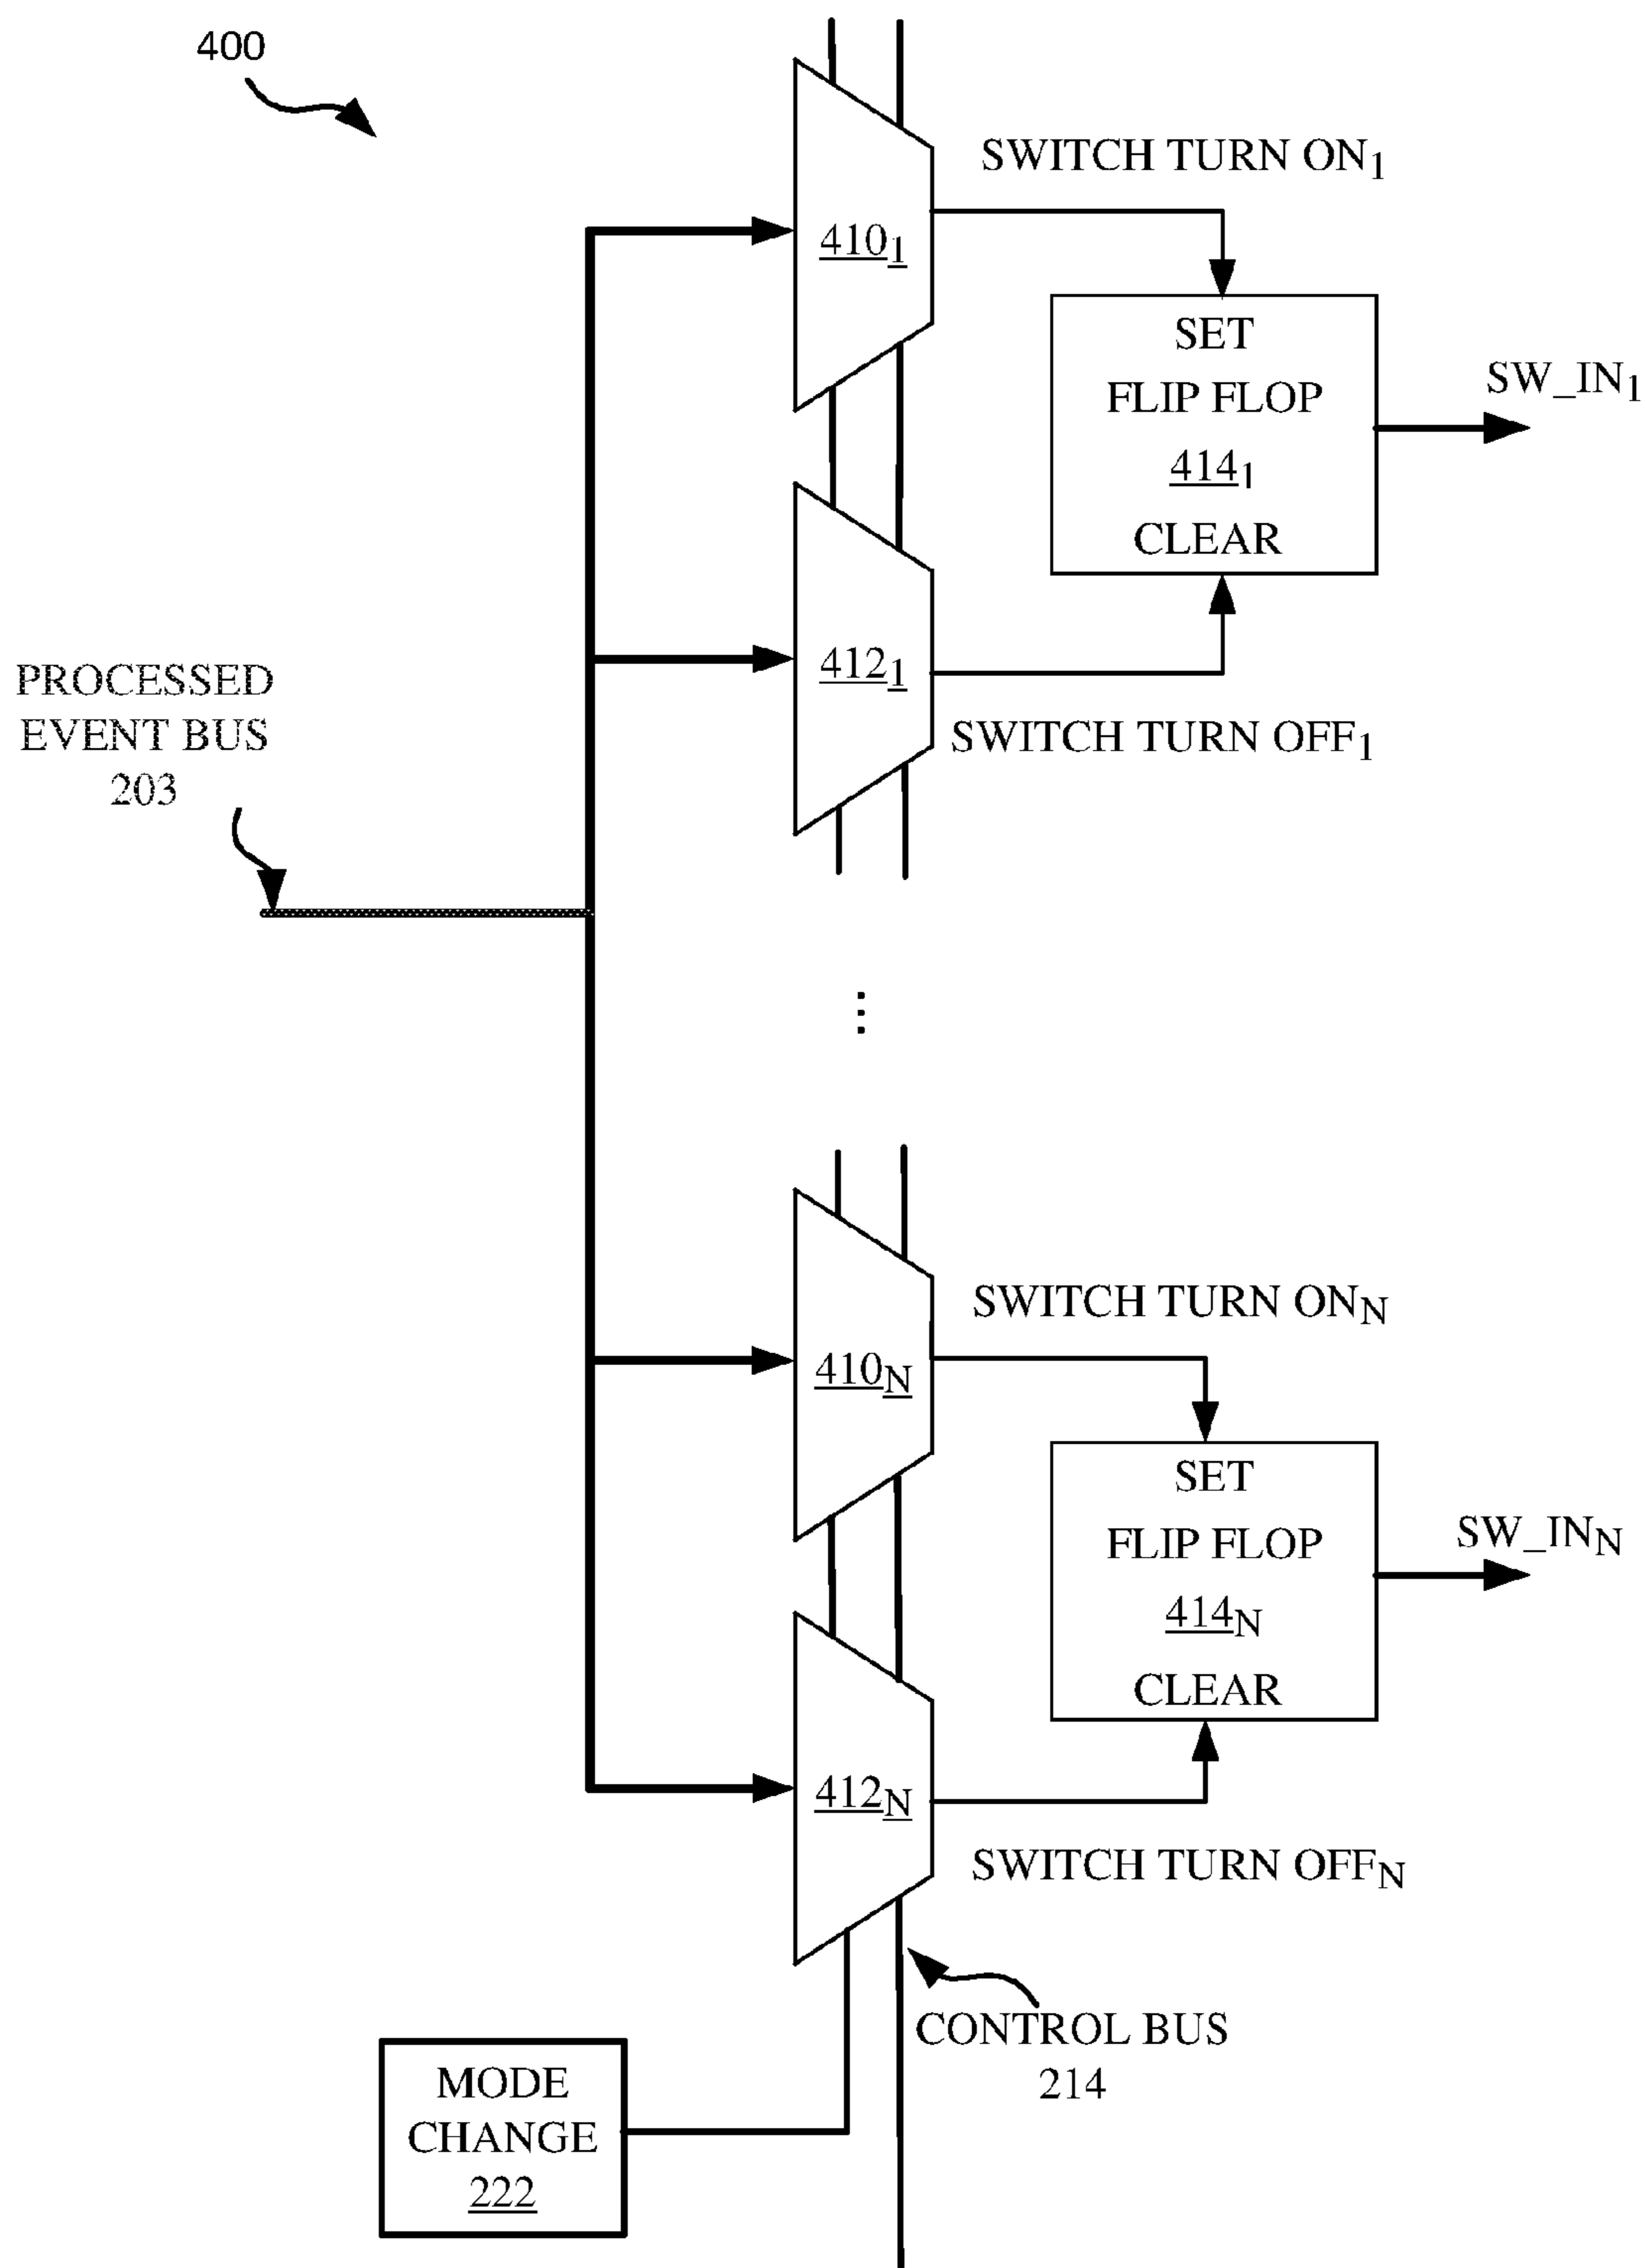 400
SWITCH TURN ON₁
410₁
SET
FLIP FLOP
414₁
CLEAR
SW_IN₁
412₁
SWITCH TURN OFF₁
PROCESSED
EVENT BUS
203
...
SWITCH TURN ONN
410N
SET
FLIP FLOP
414N
CLEAR
SW_INN
412N
SWITCH TURN OFFN
CONTROL BUS
214
MODE
CHANGE
222